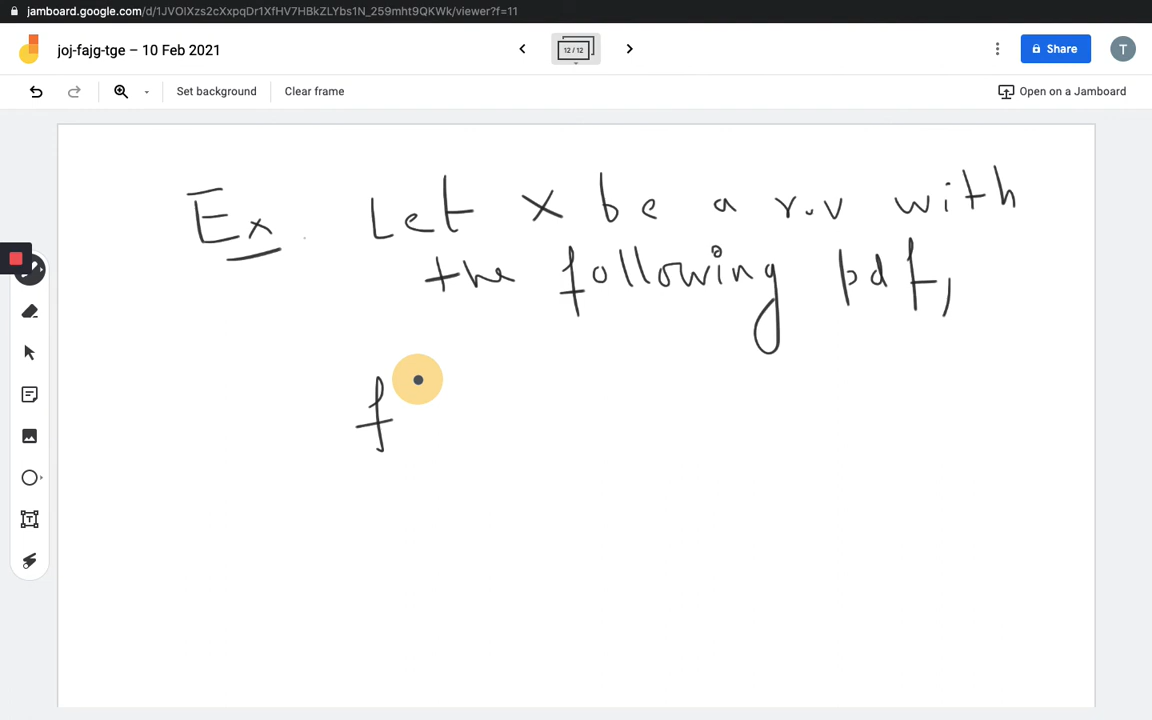 jamboard.google.com/d/1JVOIXzs2cXxpqDr1XfHV7HBkZLYbs1N_259mht9QKWk/viewer?f=11
joj-fajg-tge – 10 Feb 2021
12 / 12
Share
T
Set background
Clear frame
Open on a Jamboard
Ex. Let X be a r.v with
the following pdf,
f